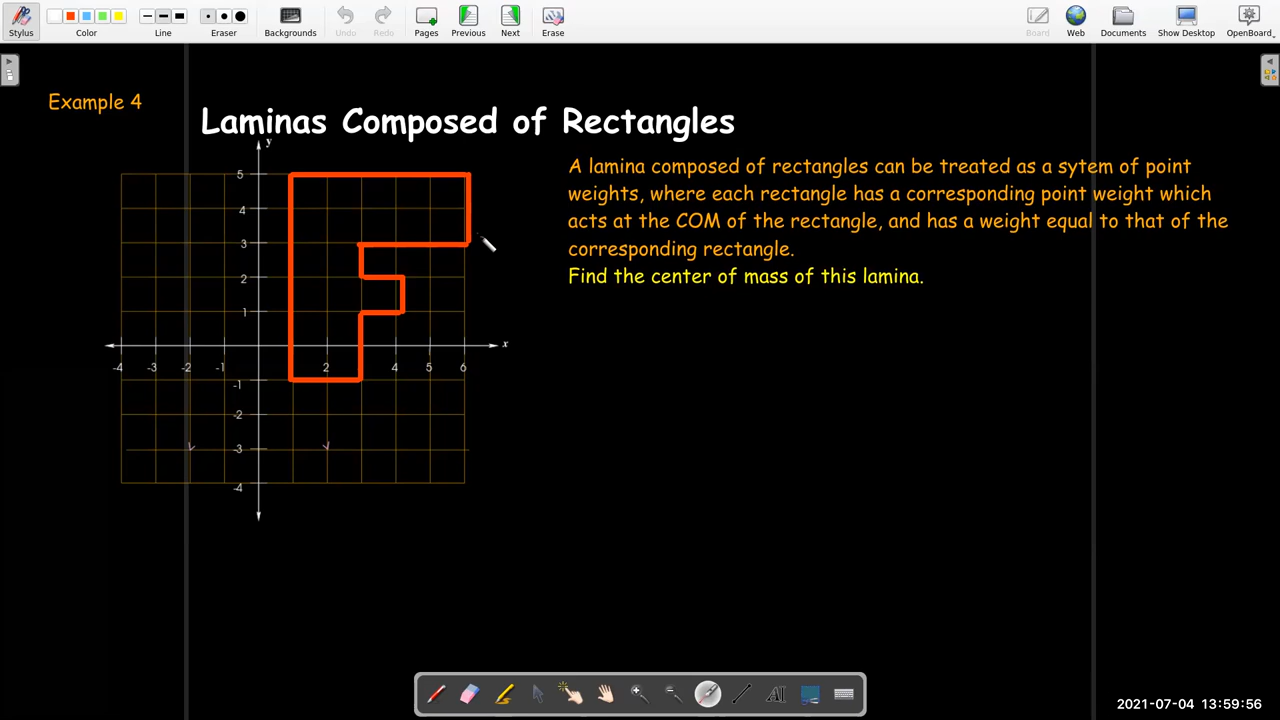 Stylus Color Line Eraser Backgrounds Undo Redo Pages Previous Next Erase Board Web Documents Show Desktop OpenBoard
Example 4
Laminas Composed of Rectangles
A lamina composed of rectangles can be treated as a sytem of point
weights, where each rectangle has a corresponding point weight which
acts at the COM of the rectangle, and has a weight equal to that of the
corresponding rectangle.
Find the center of mass of this lamina.
y
5
4
3
2
1
x
-4 -3 -2 -1 2 4 5 6
-1
-2
-3
-4
AI
2021-07-04 13:59:56